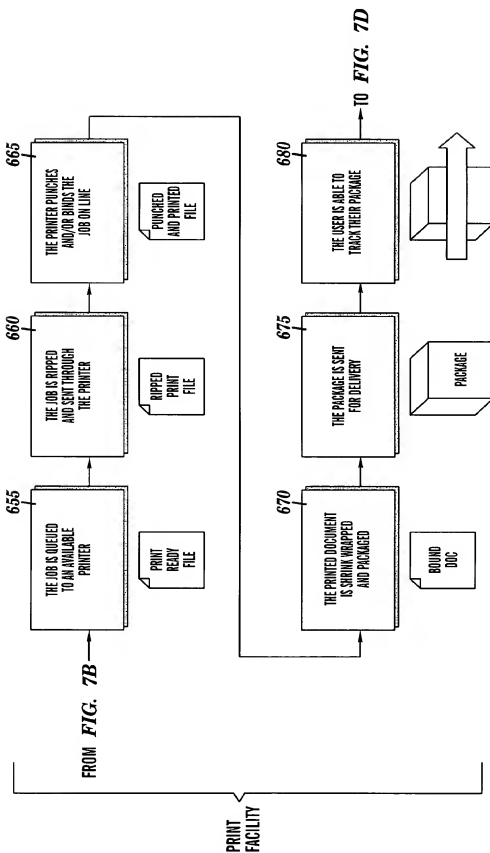 PRINT
FACILITY
FROM FIG. 7B
655
THE JOB IS QUEUED
TO AN AVAILABLE
PRINTER
PRINT
READY
FILE
660
THE JOB IS RIPPED
AND SENT THROUGH
THE PRINTER
RIPPED
PRINT
FILE
665
THE PRINTER PUNCHES
AND/OR BINDS THE
JOB ON LINE
PUNCHED
AND PRINTED
FILE
670
THE PRINTED DOCUMENT
IS SHRINK WRAPPED
AND PACKAGED
BOUND
DOC
675
THE PACKAGE IS SENT
FOR DELIVERY
PACKAGE
680
THE USER IS ABLE TO
TRACK THEIR PACKAGE
TO FIG. 7D